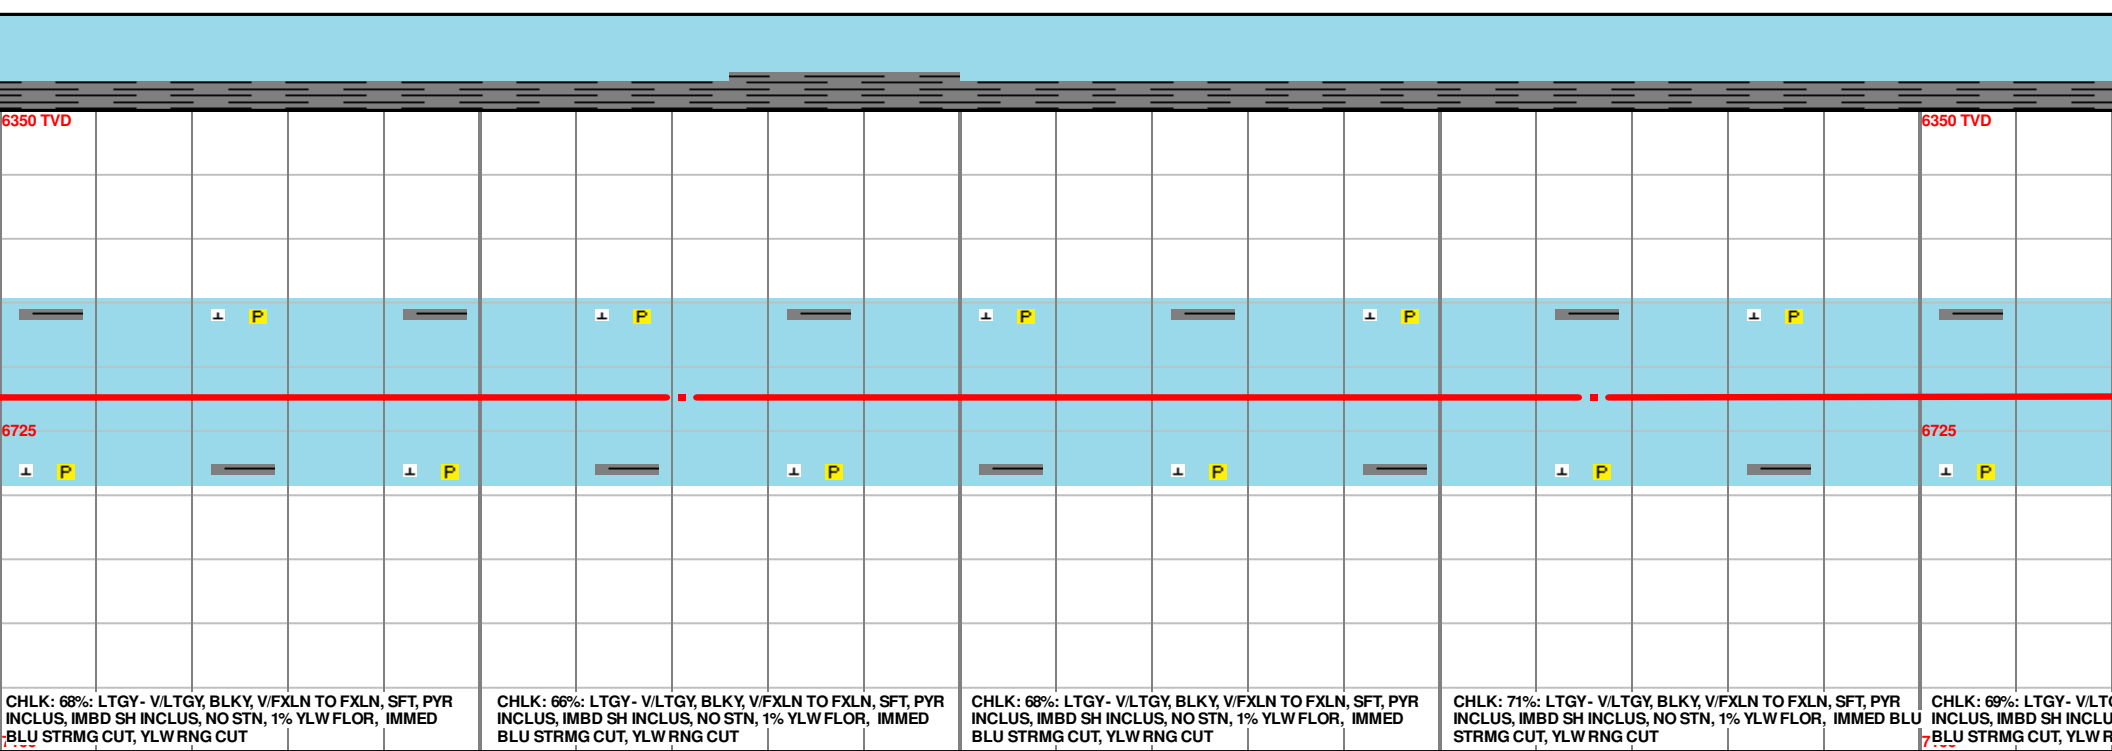 6350 TVD
6350 TVD
P
P
P
P
P
6725
6725
P
P
P
P
P
P
CHLK: 68%: LTGY- V/LTGY, BLKY, V/FXLN TO FXLN, SFT, PYR
INCLUS, IMBD SH INCLUS, NO STN, 1% YLW FLOR, IMMED
BLU STRMG CUT, YLW RNG CUT
CHLK: 66%: LTGY- V/LTGY, BLKY, V/FXLN TO FXLN, SFT, PYR
INCLUS, IMBD SH INCLUS, NO STN, 1% YLW FLOR, IMMED
BLU STRMG CUT, YLW RNG CUT
CHLK: 68%: LTGY- V/LTGY, BLKY, V/FXLN TO FXLN, SFT, PYR
INCLUS, IMBD SH INCLUS, NO STN, 1% YLW FLOR, IMMED
BLU STRMG CUT, YLW RNG CUT
CHLK: 71%: LTGY- V/LTGY, BLKY, V/FXLN TO FXLN, SFT, PYR
INCLUS, IMBD SH INCLUS, NO STN, 1% YLW FLOR, IMMED BLU
STRMG CUT, YLW RNG CUT
CHLK: 69%: LTGY- V/LTG
INCLUS, IMBD SH INCLU
BLU STRMG CUT, YLW R